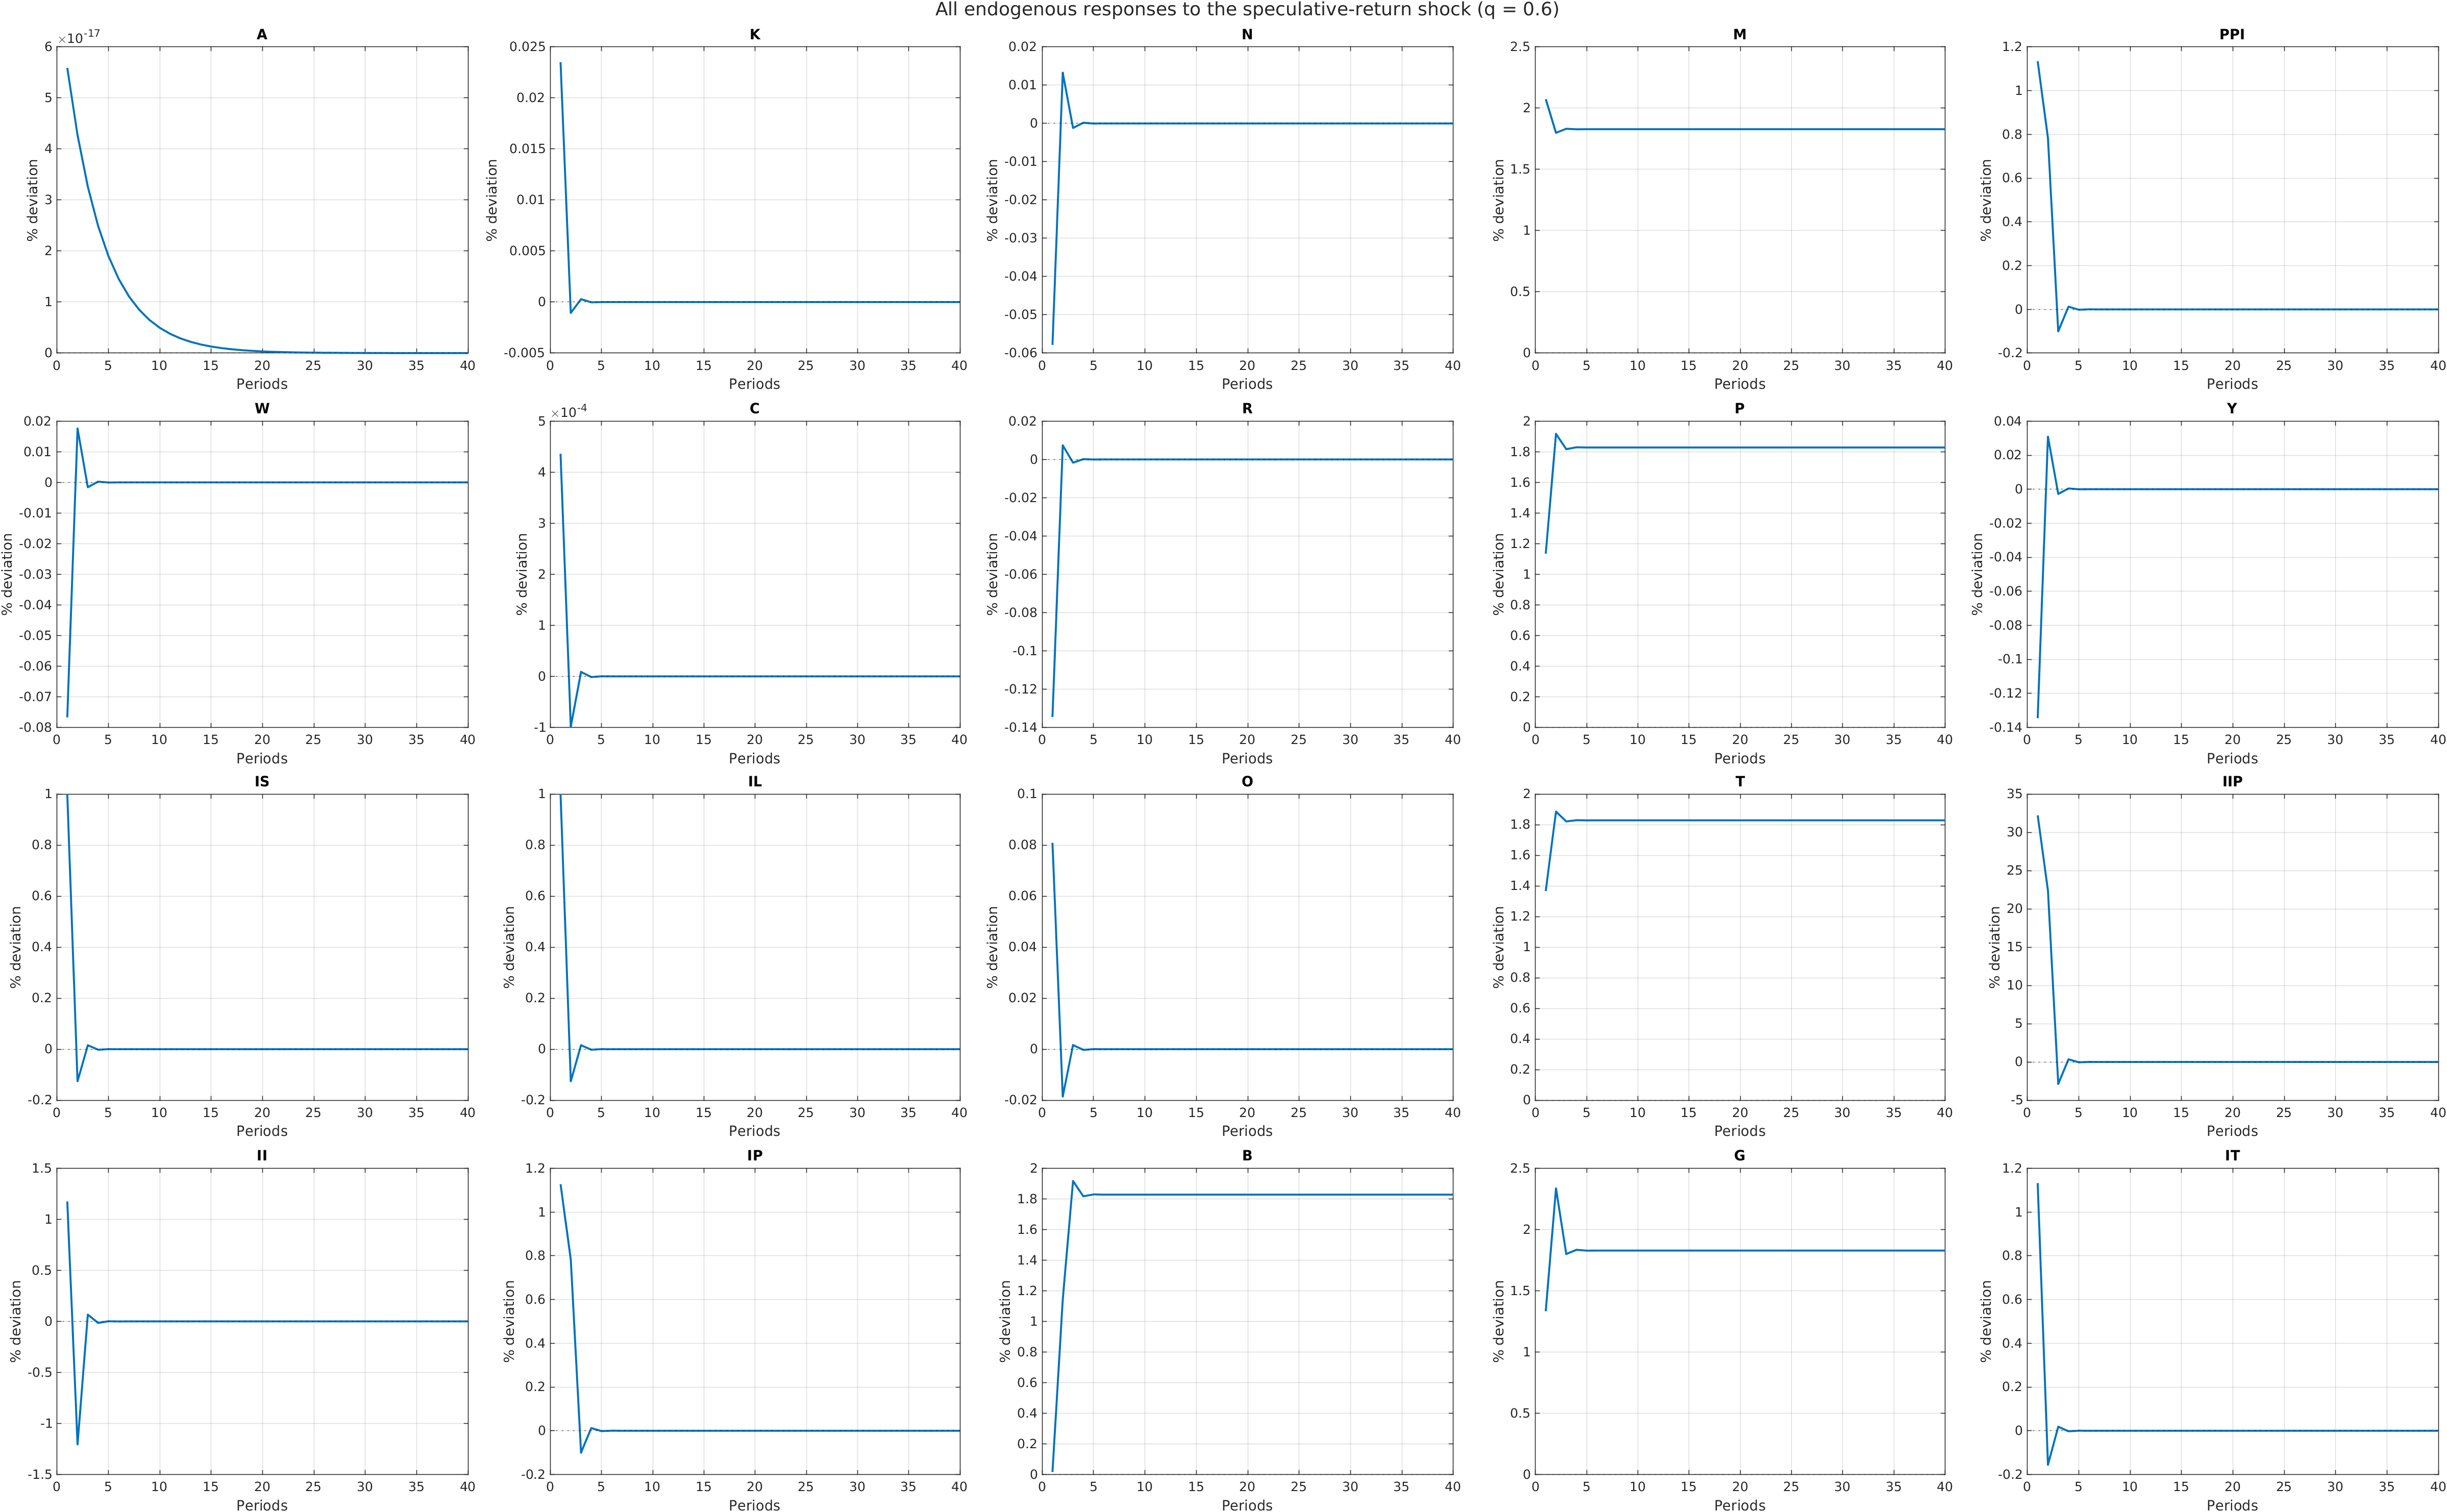 All endogenous responses to the speculative-return shock (q = 0.6)
A
×10-17
% deviation
6
5
4
3
2
1
0
0 5 10 15 20 25 30 35 40
Periods
K
% deviation
0.025
0.02
0.015
0.01
0.005
0
-0.005
0 5 10 15 20 25 30 35 40
Periods
N
% deviation
0.02
0.01
0
-0.01
-0.02
-0.03
-0.04
-0.05
-0.06
0 5 10 15 20 25 30 35 40
Periods
M
% deviation
2.5
2
1.5
1
0.5
0
0 5 10 15 20 25 30 35 40
Periods
PPI
% deviation
1.2
1
0.8
0.6
0.4
0.2
0
-0.2
0 5 10 15 20 25 30 35 40
Periods
W
% deviation
0.02
0.01
0
-0.01
-0.02
-0.03
-0.04
-0.05
-0.06
-0.07
-0.08
0 5 10 15 20 25 30 35 40
Periods
C
×10-4
% deviation
5
4
3
2
1
0
-1
0 5 10 15 20 25 30 35 40
Periods
R
% deviation
0.02
0
-0.02
-0.04
-0.06
-0.08
-0.1
-0.12
-0.14
0 5 10 15 20 25 30 35 40
Periods
P
% deviation
2
1.8
1.6
1.4
1.2
1
0.8
0.6
0.4
0.2
0
0 5 10 15 20 25 30 35 40
Periods
Y
% deviation
0.04
0.02
0
-0.02
-0.04
-0.06
-0.08
-0.1
-0.12
-0.14
0 5 10 15 20 25 30 35 40
Periods
IS
% deviation
1
0.8
0.6
0.4
0.2
0
-0.2
0 5 10 15 20 25 30 35 40
Periods
IL
% deviation
1
0.8
0.6
0.4
0.2
0
-0.2
0 5 10 15 20 25 30 35 40
Periods
O
% deviation
0.1
0.08
0.06
0.04
0.02
0
-0.02
0 5 10 15 20 25 30 35 40
Periods
T
% deviation
2
1.8
1.6
1.4
1.2
1
0.8
0.6
0.4
0.2
0
0 5 10 15 20 25 30 35 40
Periods
IIP
% deviation
35
30
25
20
15
10
5
0
-5
0 5 10 15 20 25 30 35 40
Periods
II
% deviation
1.5
1
0.5
0
-0.5
-1
-1.5
0 5 10 15 20 25 30 35 40
Periods
IP
% deviation
1.2
1
0.8
0.6
0.4
0.2
0
-0.2
0 5 10 15 20 25 30 35 40
Periods
B
% deviation
2
1.8
1.6
1.4
1.2
1
0.8
0.6
0.4
0.2
0
0 5 10 15 20 25 30 35 40
Periods
G
% deviation
2.5
2
1.5
1
0.5
0
0 5 10 15 20 25 30 35 40
Periods
IT
% deviation
1.2
1
0.8
0.6
0.4
0.2
0
-0.2
0 5 10 15 20 25 30 35 40
Periods